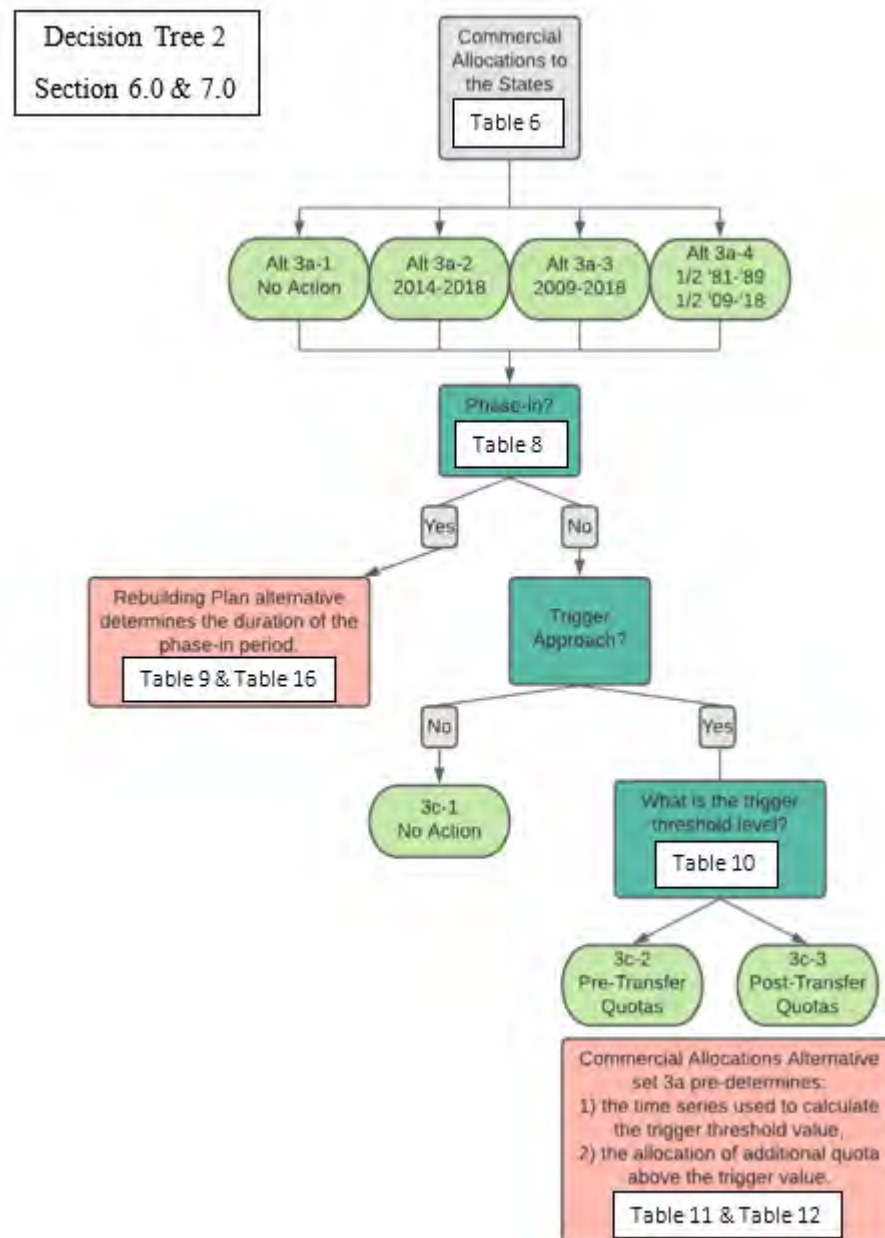 Decision Tree 2
Section 6.0 & 7.0
Commercial
Allocations to
the States
Table 6
Alt 3a-1
No Action
Alt 3a-2
2014-2018
Alt 3a-3
2009-2018
Alt 3a-4
1/2 '81-'89
1/2 '09-'18
Phase-in?
Table 8
Yes
No
Rebuilding Plan alternative
determines the duration of the
phase-in period.
Table 9 & Table 16
Trigger
Approach?
No
Yes
3c-1
No Action
What is the trigger
threshold level?
Table 10
3c-2
Pre-Transfer
Quotas
3c-3
Post-Transfer
Quotas
Commercial Allocations Alternative
set 3a pre-determines:
1) the time series used to calculate
the trigger threshold value,
2) the allocation of additional quota
above the trigger value.
Table 11 & Table 12